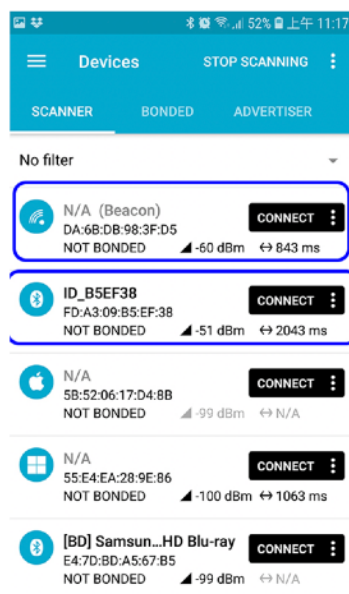 52% 上午 11:17
Devices STOP SCANNING
SCANNER BONDED ADVERTISER
No filter
N/A (Beacon)
CONNECT
DA:6B:DB:98:3F:D5
NOT BONDED -60 dBm ↔ 843 ms
ID_B5EF38
CONNECT
FD:A3:09:B5:EF:38
NOT BONDED -51 dBm ↔ 2043 ms
N/A
CONNECT
5B:52:06:17:D4:8B
NOT BONDED -99 dBm ↔ N/A
N/A
CONNECT
55:E4:EA:28:9E:86
NOT BONDED -100 dBm ↔ 1063 ms
[BD] Samsun...HD Blu-ray
CONNECT
E4:7D:BD:A5:67:B5
NOT BONDED -99 dBm ↔ N/A